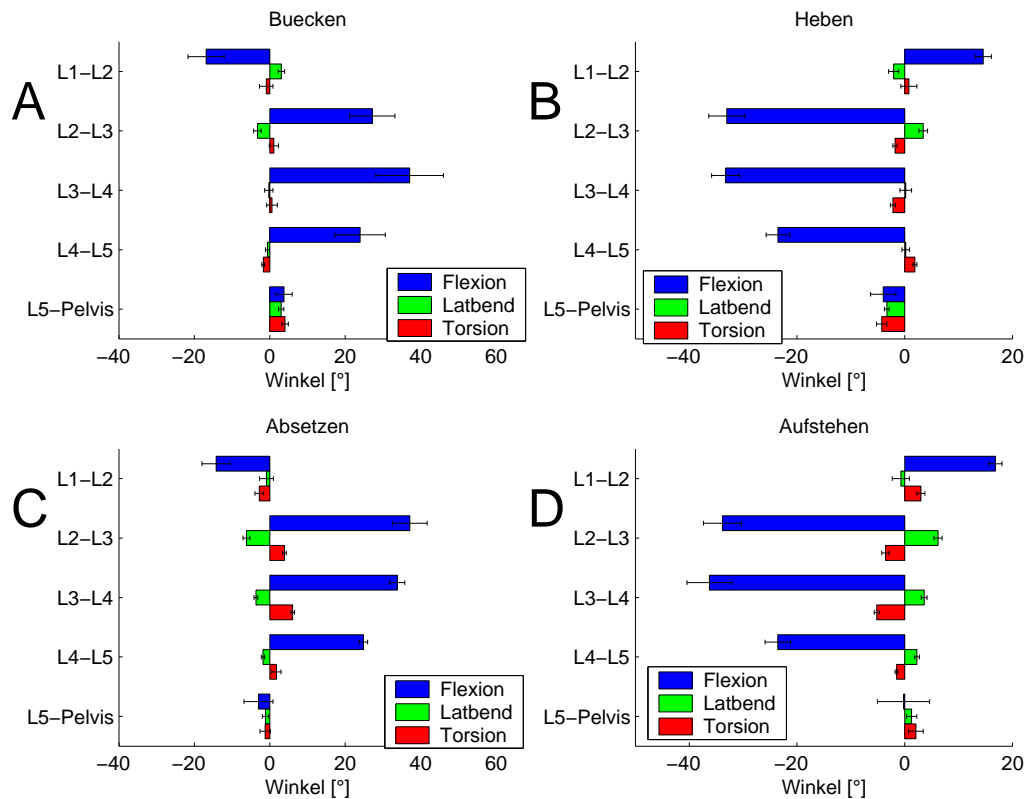 Buecken
A
L1−L2
L2−L3
L3−L4
L4−L5
L5−Pelvis
Flexion
Latbend
Torsion
−40 −20 0 20 40 60
Winkel [°]
Heben
B
L1−L2
L2−L3
L3−L4
L4−L5
L5−Pelvis
Flexion
Latbend
Torsion
−40 −20 0 20
Winkel [°]
Absetzen
C
L1−L2
L2−L3
L3−L4
L4−L5
L5−Pelvis
Flexion
Latbend
Torsion
−40 −20 0 20 40 60
Winkel [°]
Aufstehen
D
L1−L2
L2−L3
L3−L4
L4−L5
L5−Pelvis
Flexion
Latbend
Torsion
−40 −20 0 20
Winkel [°]